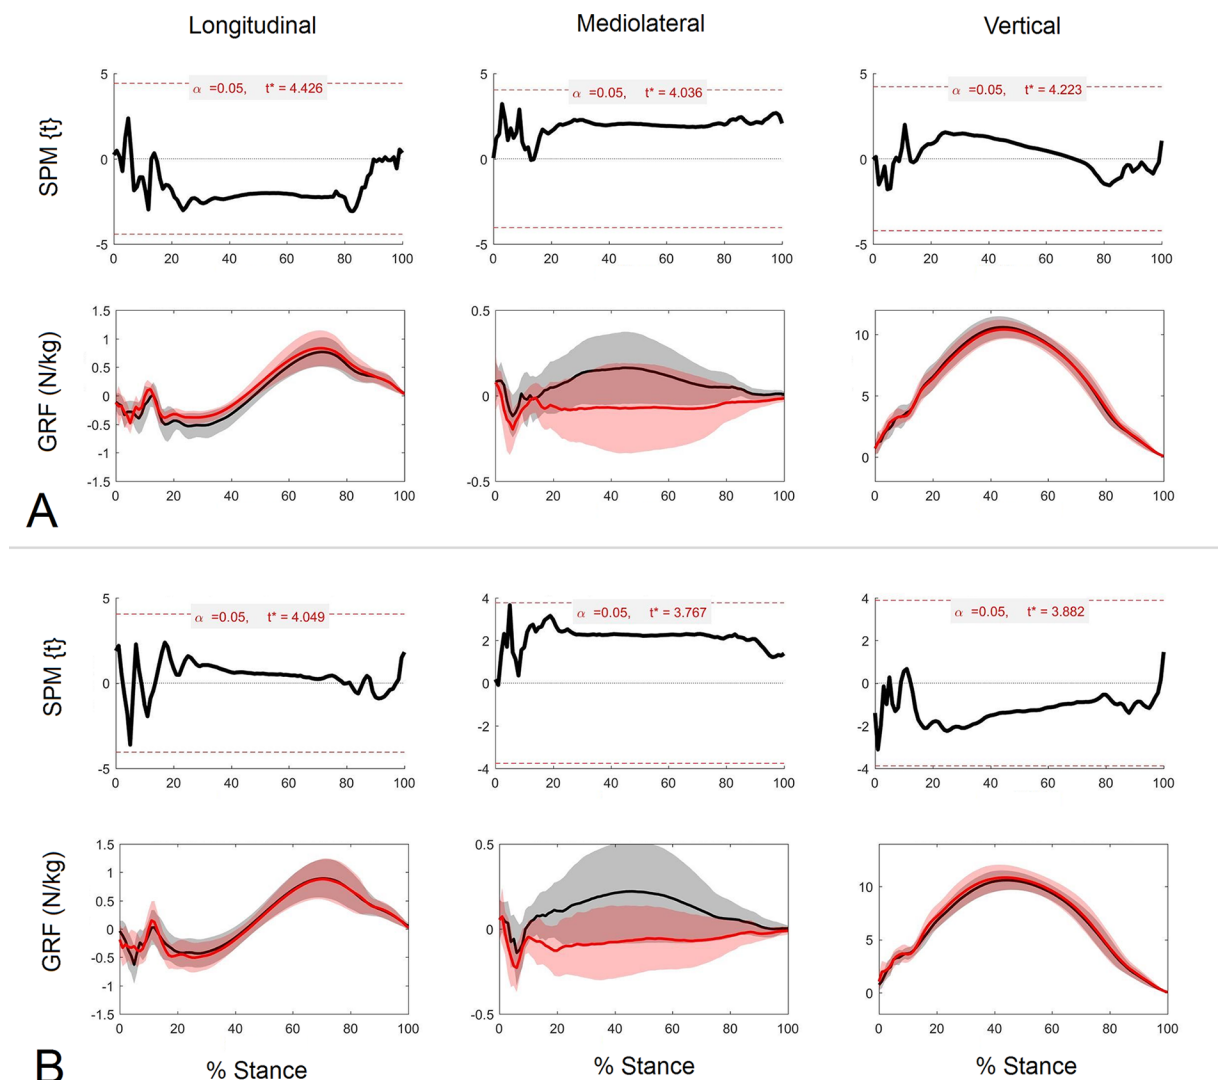 Longitudinal Mediolateral Vertical
SPM {t}
5
0
-5
α =0.05, t* = 4.426
0 20 40 60 80 100
5
0
-5
α =0.05, t* = 4.036
0 20 40 60 80 100
5
0
-5
α =0.05, t* = 4.223
0 20 40 60 80 100
GRF (N/kg)
1.5
1
0.5
0
-0.5
-1
-1.5
0 20 40 60 80 100
0.5
0
-0.5
0 20 40 60 80 100
10
5
0
0 20 40 60 80 100
A
SPM {t}
5
0
-5
α =0.05, t* = 4.049
0 20 40 60 80 100
4
2
0
-2
-4
α =0.05, t* = 3.767
0 20 40 60 80 100
4
2
0
-2
-4
α =0.05, t* = 3.882
0 20 40 60 80 100
GRF (N/kg)
1.5
1
0.5
0
-0.5
-1
-1.5
0 20 40 60 80 100
0.5
0
-0.5
0 20 40 60 80 100
10
5
0
0 20 40 60 80 100
B
% Stance % Stance % Stance